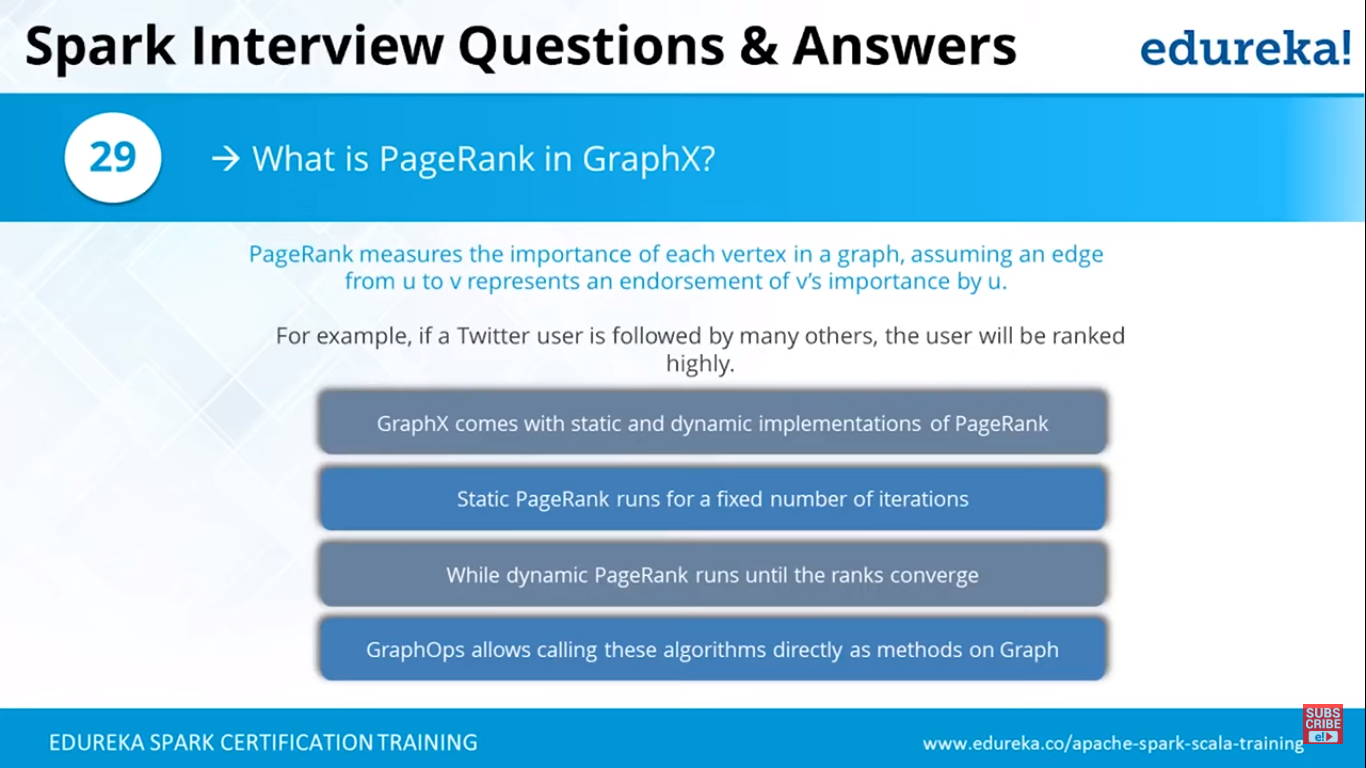 Spark Interview Questions & Answers
edureka!
29
→ What is PageRank in GraphX?
PageRank measures the importance of each vertex in a graph, assuming an edge
from u to v represents an endorsement of v's importance by u.
For example, if a Twitter user is followed by many others, the user will be ranked
highly.
GraphX comes with static and dynamic implementations of PageRank
Static PageRank runs for a fixed number of iterations
While dynamic PageRank runs until the ranks converge
GraphOps allows calling these algorithms directly as methods on Graph
SUBS
CRIBE
e!
EDUREKA SPARK CERTIFICATION TRAINING
www.edureka.co/apache-spark-scala-training